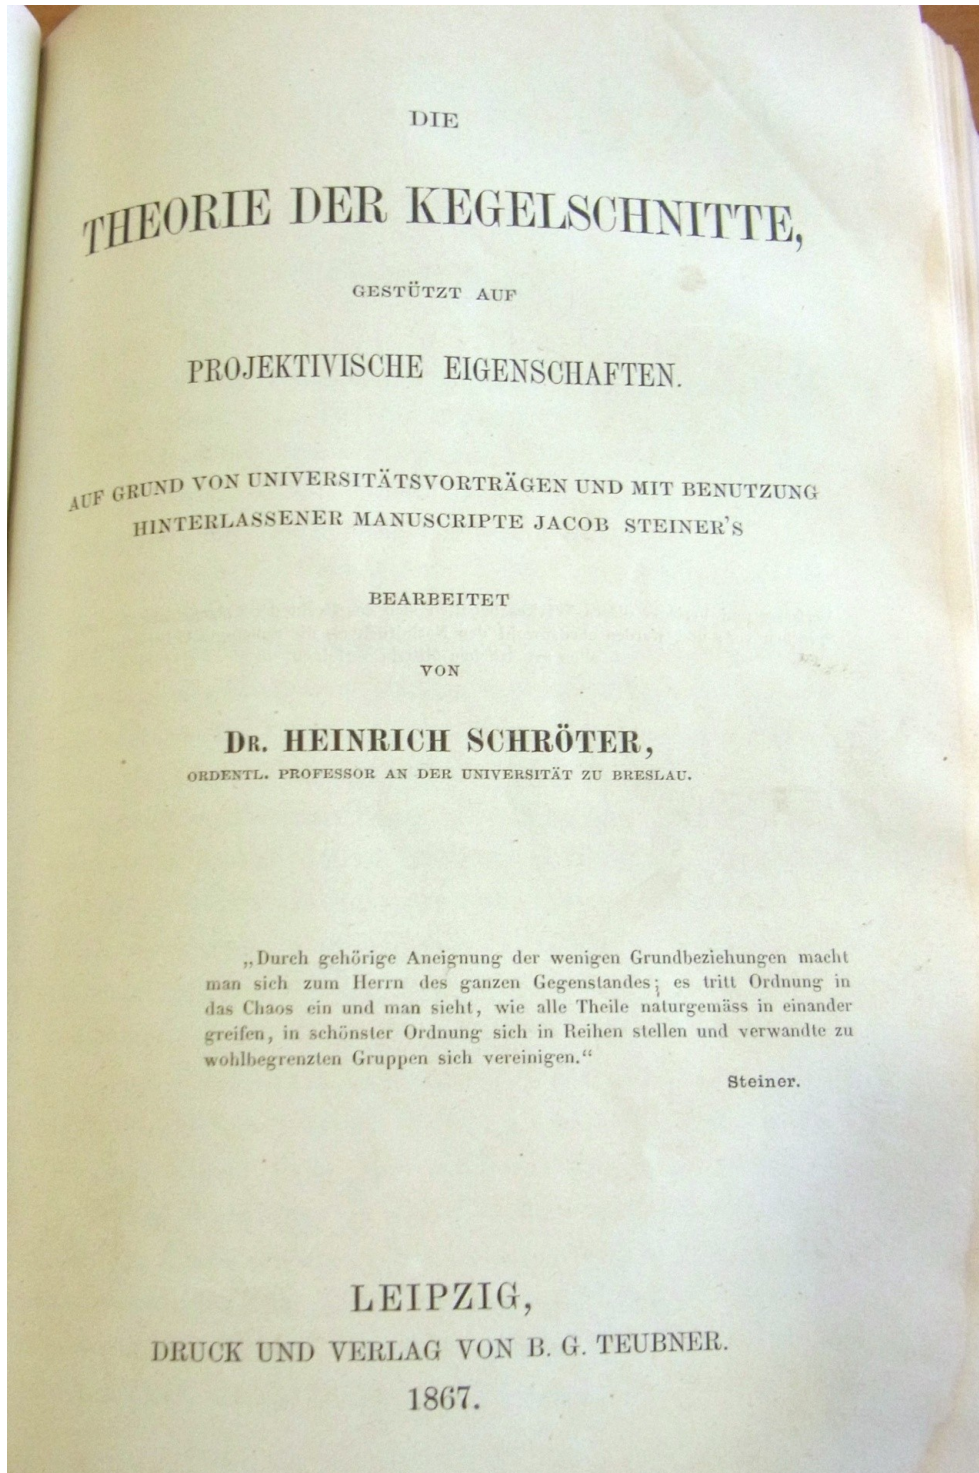 DIE
THEORIE DER KEGELSCHNITTE,
GESTÜTZT AUF
PROJEKTIVISCHE EIGENSCHAFTEN.
AUF GRUND VON UNIVERSITÄTSVORTRÄGEN UND MIT BENUTZUNG
HINTERLASSENER MANUSCRIPTE JACOB STEINER'S
BEARBEITET
VON
DR. HEINRICH SCHRÖTER,
ORDENTL. PROFESSOR AN DER UNIVERSITÄT ZU BRESLAU.
„Durch gehörige Aneignung der wenigen Grundbeziehungen macht
man sich zum Herrn des ganzen Gegenstandes; es tritt Ordnung in
das Chaos ein und man sieht, wie alle Theile naturgemäss in einander
greifen, in schönster Ordnung sich in Reihen stellen und verwandte zu
wohlbegrenzten Gruppen sich vereinigen.“
Steiner.
LEIPZIG,
DRUCK UND VERLAG VON B. G. TEUBNER.
1867.